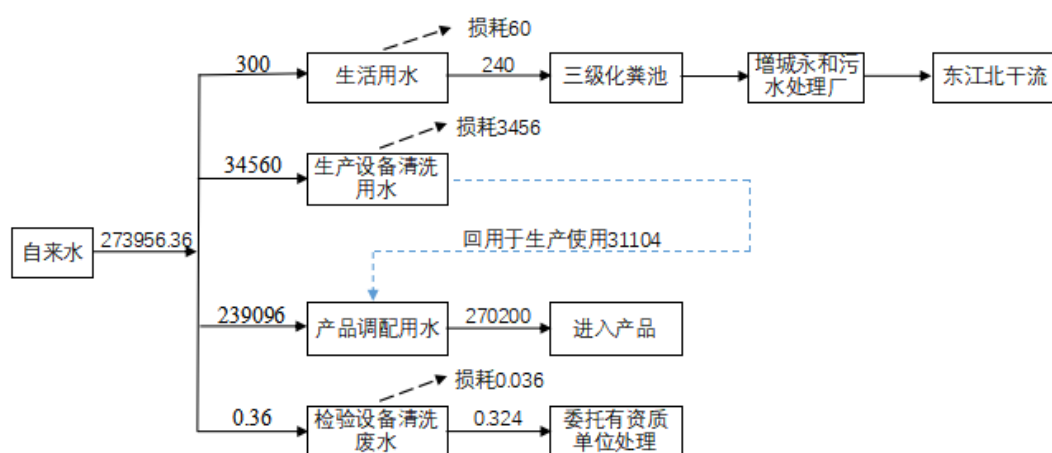 损耗60
300
生活用水
240
三级化粪池
增城永和污
水处理厂
东江北干流
损耗3456
34560
生产设备清洗
用水
自来水
273956.36
回用于生产使用31104
239096
产品调配用水
270200
进入产品
损耗0.036
0.36
检验设备清洗
废水
0.324
委托有资质
单位处理